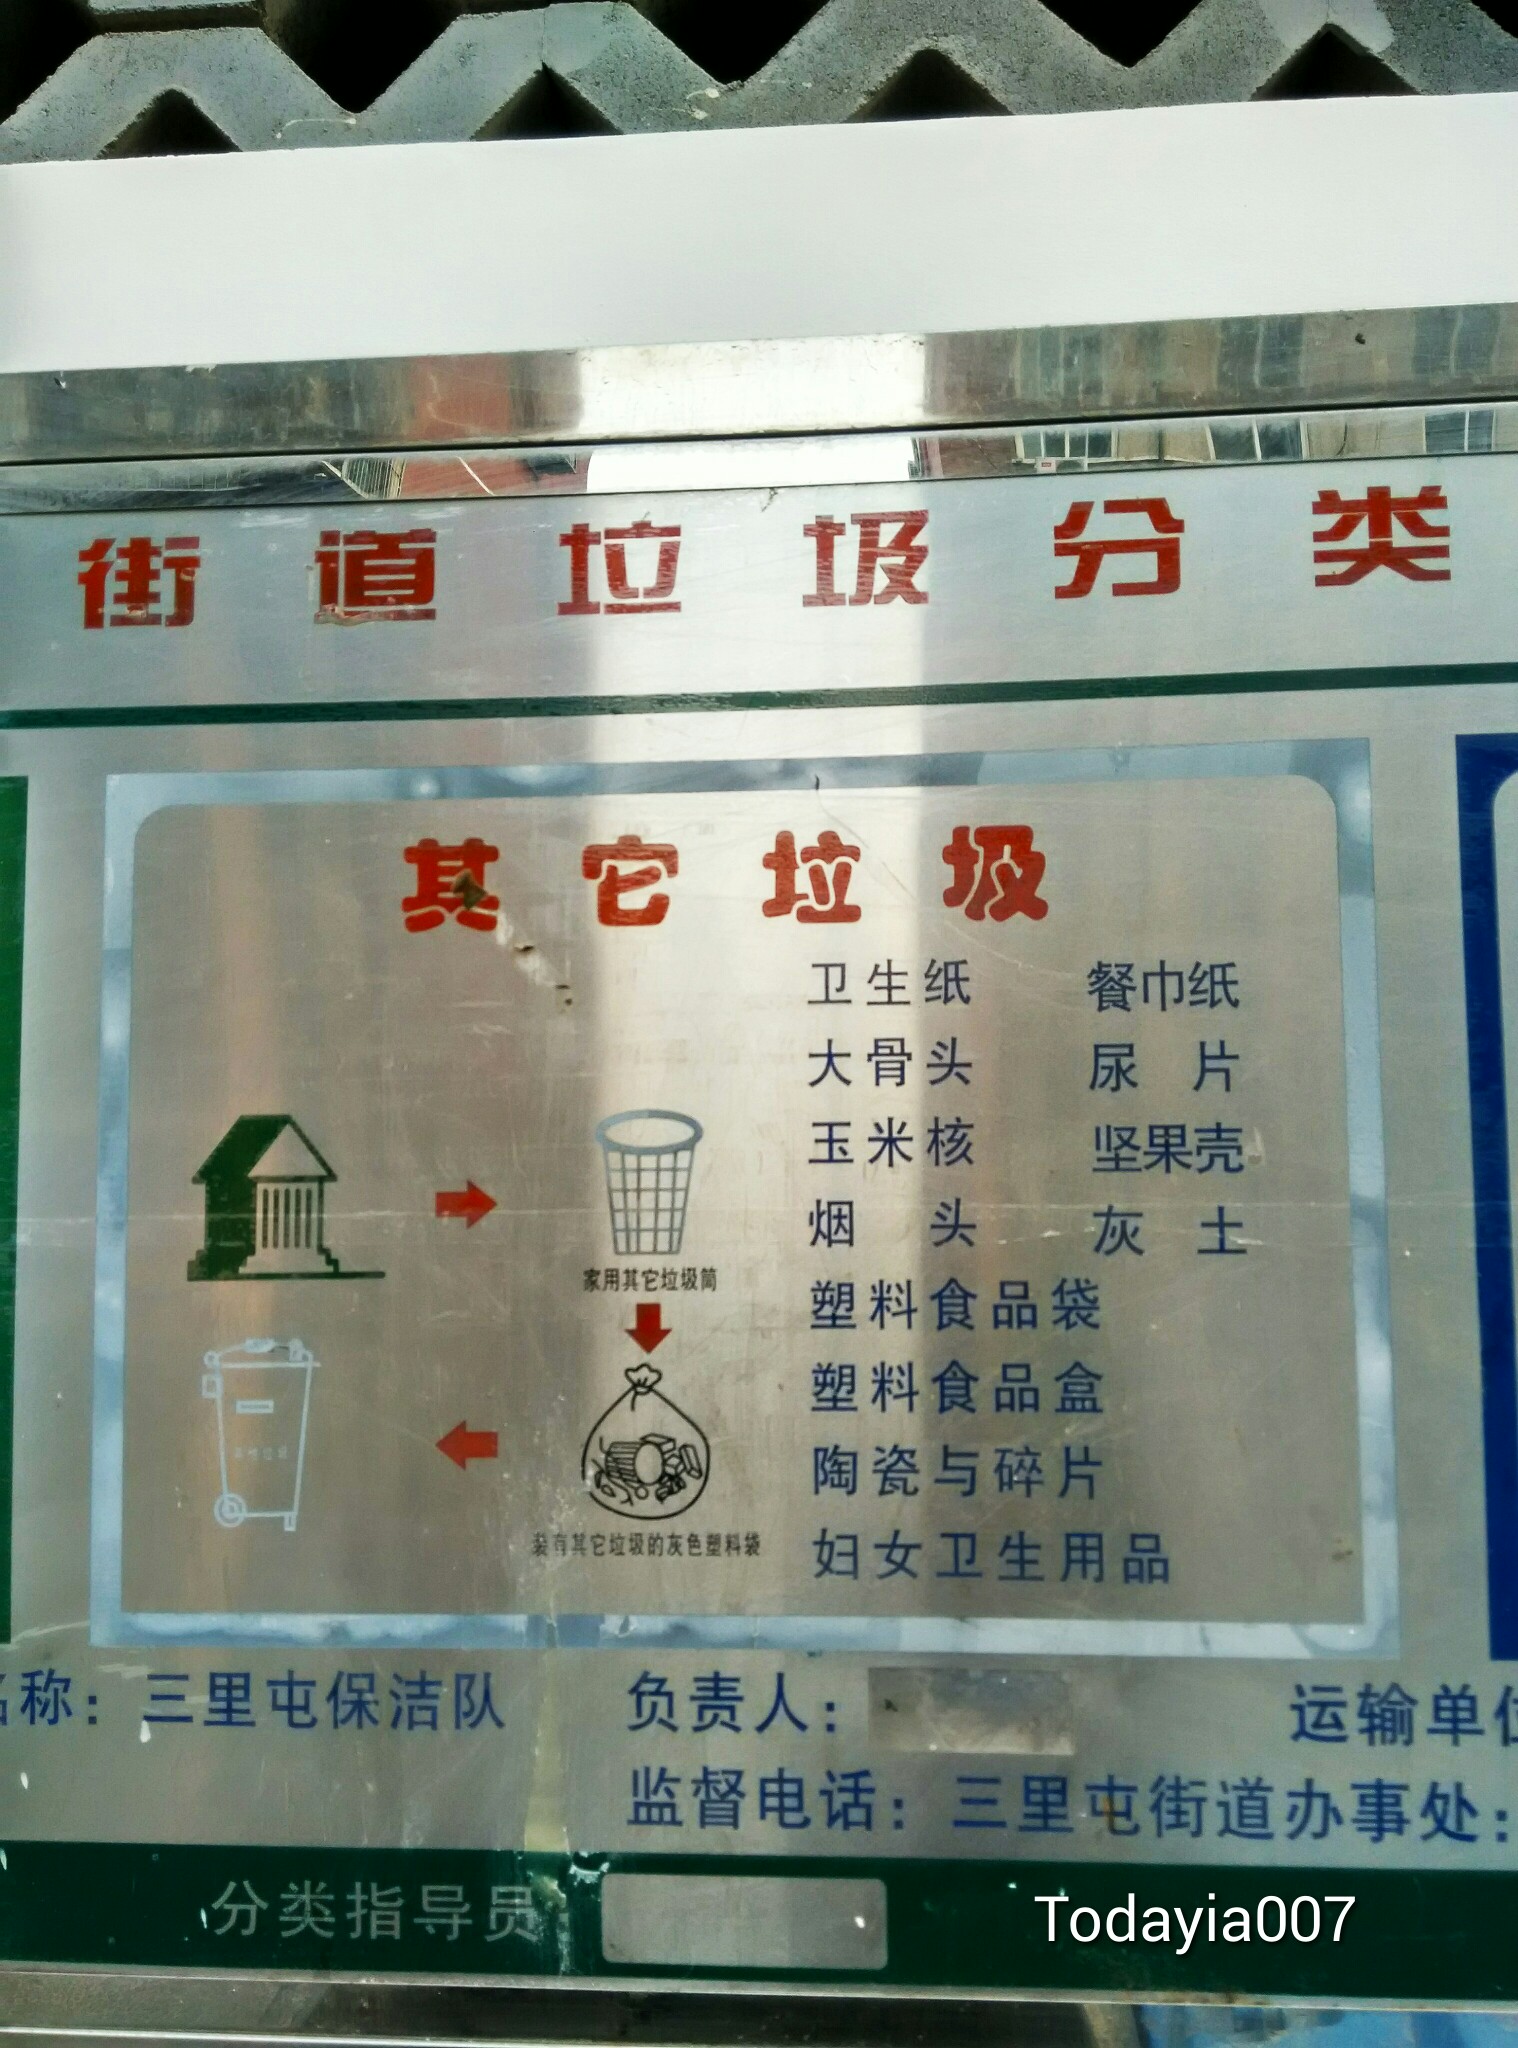 街道垃圾分类
其它垃圾
卫生纸 餐巾纸
大骨头 尿片
玉米核 坚果壳
烟头 灰土
家用其它垃圾筒
塑料食品袋
塑料食品盒
陶瓷与碎片
装有其它垃圾的灰色塑料袋
妇女卫生用品
名称：三里屯保洁队 负责人： 运输单位
监督电话：三里屯街道办事处：
分类指导员：
Todayia007